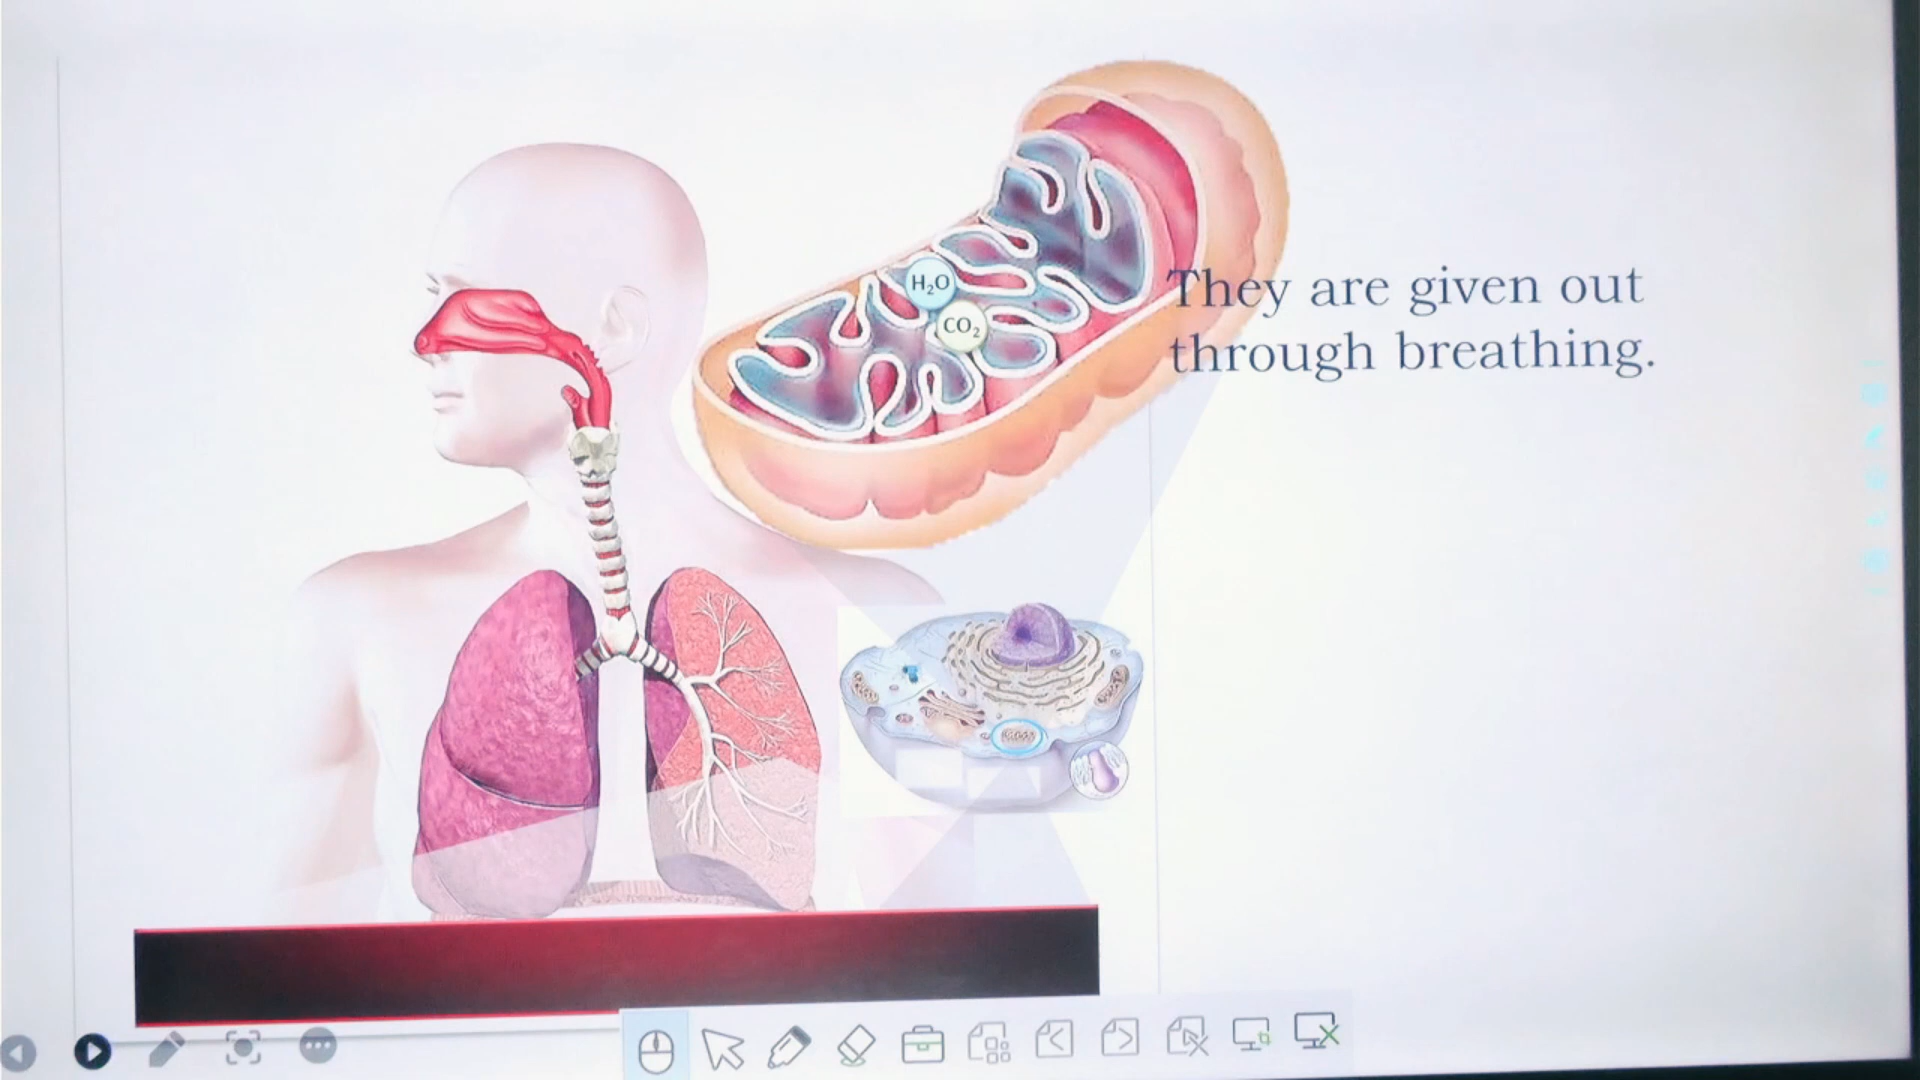 H₂O
CO₂
They are given out
through breathing.